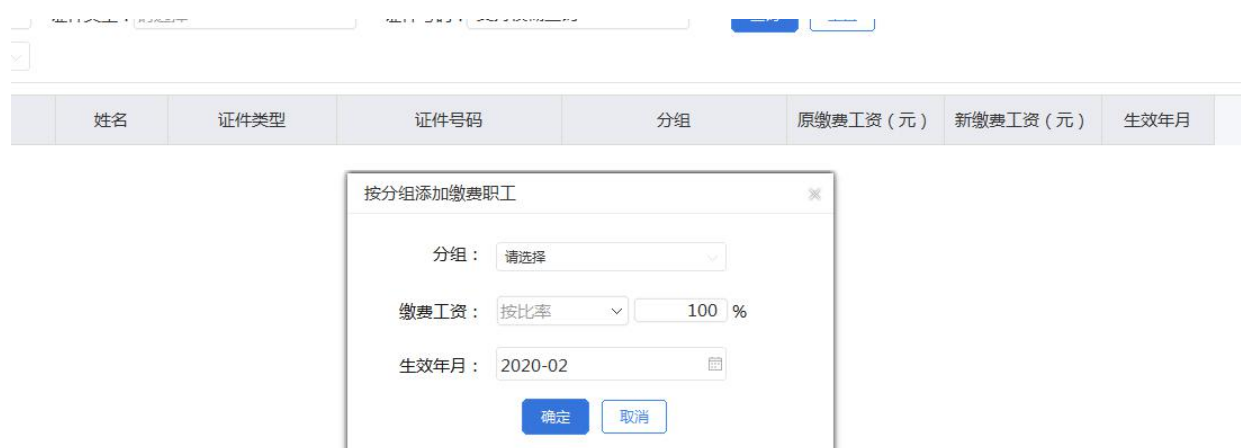 姓名 证件类型 证件号码 分组 原缴费工资（元） 新缴费工资（元） 生效年月
按分组添加缴费职工
分组： 请选择
缴费工资： 按比率 100 %
生效年月： 2020-02
确定 取消